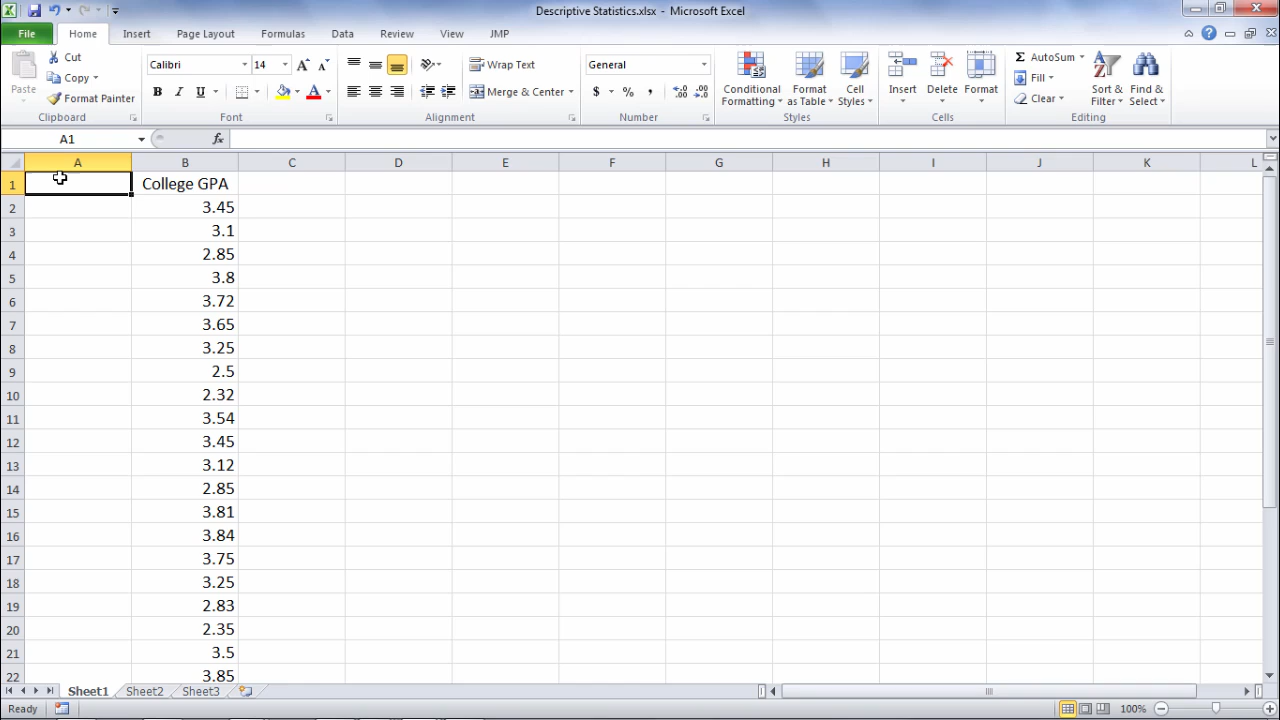 Descriptive Statistics.xlsx - Microsoft Excel
File Home Insert Page Layout Formulas Data Review View JMP
Paste
Cut
Copy
Format Painter
Clipboard
Calibri 14
B I U A
Font
Wrap Text
Merge & Center
Alignment
General
$ % , .0 .00 .00 .0
Number
Conditional Formatting
Format as Table
Cell Styles
Styles
Insert Delete Format
Cells
Σ AutoSum
Fill
Clear
Sort & Filter
Find & Select
Editing
A1 fx
A B C D E F G H I J K L
1 College GPA
2 3.45
3 3.1
4 2.85
5 3.8
6 3.72
7 3.65
8 3.25
9 2.5
10 2.32
11 3.54
12 3.45
13 3.12
14 2.85
15 3.81
16 3.84
17 3.75
18 3.25
19 2.83
20 2.35
21 3.5
22 3.85
Sheet1 Sheet2 Sheet3
Ready 100%